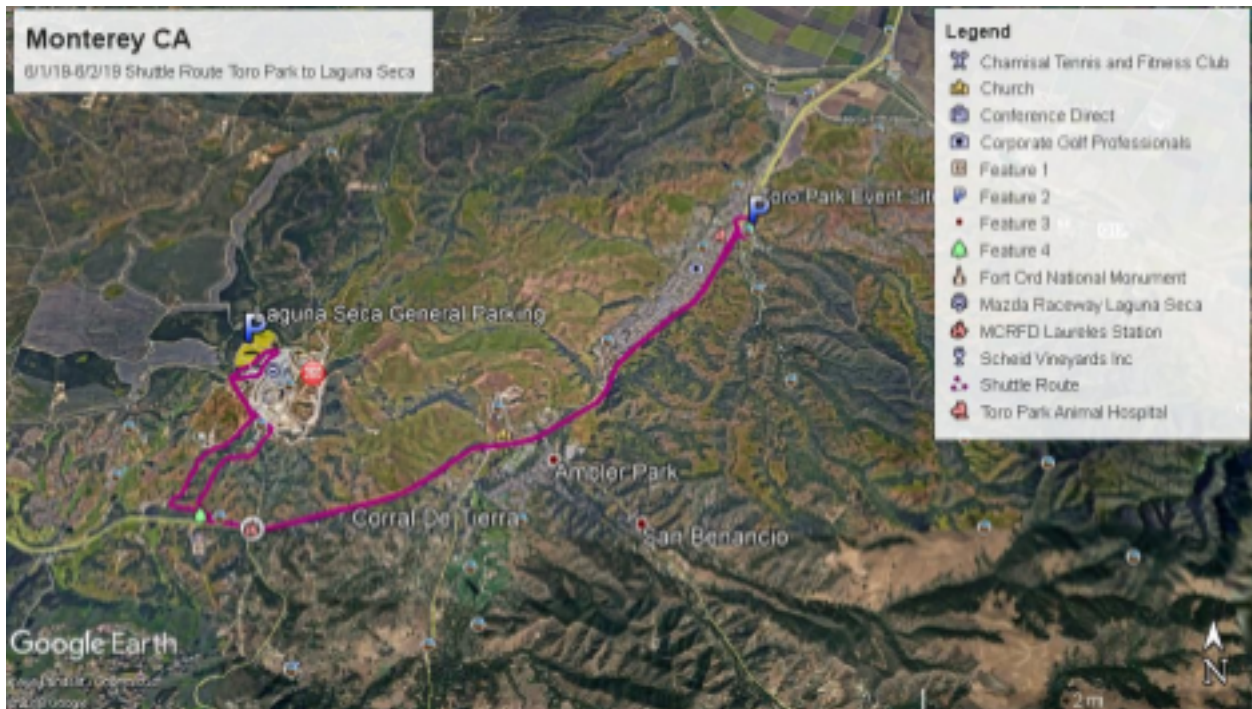 Monterey CA
6/1/19-6/2/19 Shuttle Route Toro Park to Laguna Seca
Legend
Chamisal Tennis and Fitness Club
Church
Conference Direct
Corporate Golf Professionals
Feature 1
Feature 2
Feature 3
Feature 4
Fort Ord National Monument
Mazda Raceway Laguna Seca
MCRFD Laureles Station
Scheid Vineyards Inc
Shuttle Route
Toro Park Animal Hospital
Toro Park Event Site
Laguna Seca General Parking
Ambler Park
Corral De Tierra
San Benancio
Google Earth
N
2 m